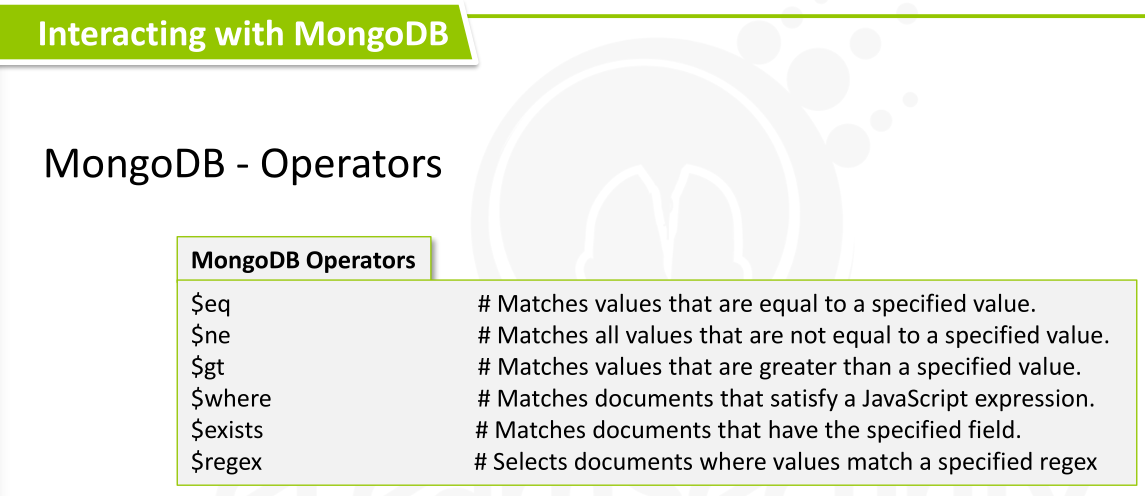 Interacting with MongoDB
MongoDB - Operators
MongoDB Operators
$eq # Matches values that are equal to a specified value.
$ne # Matches all values that are not equal to a specified value.
$gt # Matches values that are greater than a specified value.
$where # Matches documents that satisfy a JavaScript expression.
$exists # Matches documents that have the specified field.
$regex # Selects documents where values match a specified regex